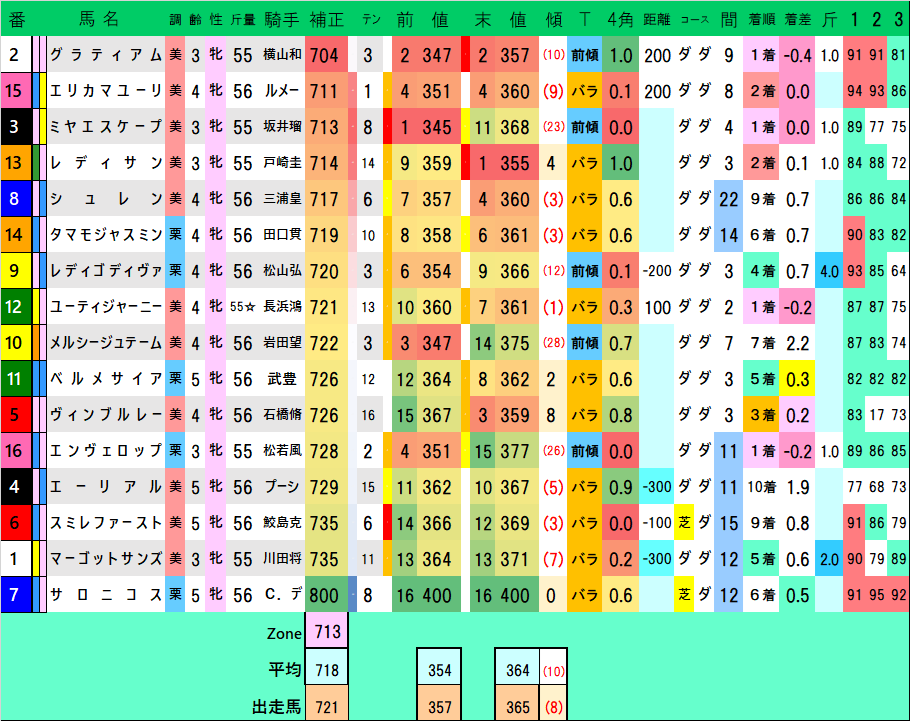 番 馬名 調 齢 性 斤量 騎手 補正 テン 前 値 末 値 傾 T 4角 距離 コース 間 着順 着差 斤 1 2 3
2 グラティアム 美 3 牝 55 横山和 704 3 2 347 2 357 (10) 前傾 1.0 200 ダ ダ 9 1着 -0.4 1.0 91 91 81
15 エリカマユーリ 美 4 牝 56 ルメー 711 1 4 351 4 360 (9) バラ 0.1 200 ダ ダ 8 2着 0.0 94 93 86
3 ミヤエスケープ 美 3 牝 55 坂井瑠 713 8 1 345 11 368 (23) 前傾 0.0 ダ ダ 4 1着 0.0 1.0 89 77 75
13 レディサン 美 3 牝 55 戸崎圭 714 14 9 359 1 355 4 バラ 1.0 ダ ダ 3 2着 0.1 1.0 84 88 72
8 シュレン 美 4 牝 56 三浦皇 717 6 7 357 4 360 (3) バラ 0.6 ダ ダ 22 9着 0.7 86 86 84
14 タマモジャスミン 栗 4 牝 56 田口貫 719 10 8 358 6 361 (3) バラ 0.6 ダ ダ 14 6着 0.7 90 83 82
9 レディゴディヴァ 栗 4 牝 56 松山弘 720 3 6 354 9 366 (12) 前傾 0.1 -200 ダ ダ 3 4着 0.7 4.0 93 85 64
12 ユーティジャーニー 美 4 牝 55☆ 長浜鴻 721 13 10 360 7 361 (1) バラ 0.3 100 ダ ダ 2 1着 -0.2 87 87 75
10 メルシージュテーム 美 4 牝 56 岩田望 722 3 3 347 14 375 (28) 前傾 0.7 ダ ダ 7 7着 2.2 87 83 74
11 ベルメサイア 栗 5 牝 56 武豊 726 12 12 364 8 362 2 バラ 0.6 ダ ダ 3 5着 0.3 82 82 82
5 ヴィンブルレー 美 4 牝 56 石橋脩 726 16 15 367 3 359 8 バラ 0.8 ダ ダ 3 3着 0.2 83 17 73
16 エンヴェロップ 栗 3 牝 55 松若風 728 2 4 351 15 377 (26) 前傾 0.0 ダ ダ 11 1着 -0.2 1.0 89 86 85
4 エーリアル 美 5 牝 56 プーシ 729 15 11 362 10 367 (5) バラ 0.9 -300 ダ ダ 11 10着 1.9 77 68 73
6 スミレファースト 美 5 牝 56 鮫島克 735 6 14 366 12 369 (3) バラ 0.0 -100 芝 ダ 15 9着 0.8 91 86 79
1 マーゴットサンズ 美 3 牝 55 川田将 735 11 13 364 13 371 (7) バラ 0.2 -300 ダ ダ 12 5着 0.6 2.0 90 79 89
7 サロニコス 栗 5 牝 56 C.デ 800 8 16 400 16 400 0 バラ 0.6 芝 ダ 12 6着 0.5 91 95 92
Zone 713
平均 718 354 364 (10)
出走馬 721 357 365 (8)